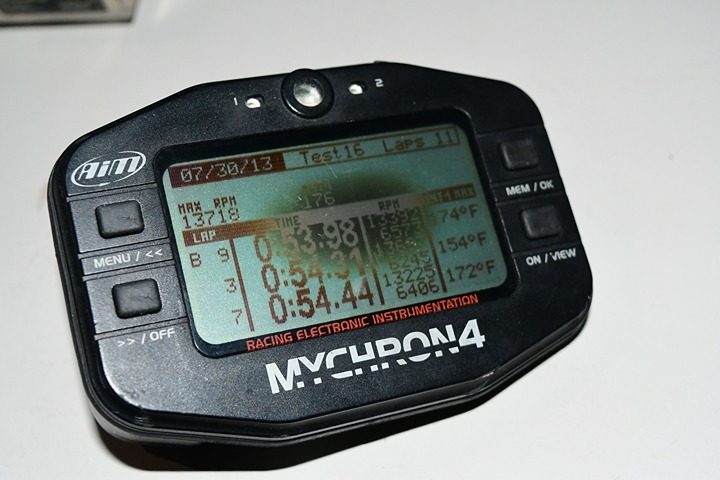 1 2
AiM
07/30/13 Test16 Laps 11
MAX RPM
13718 176
LAP TIME RPM MAX
B 9 0:53.98 74°F
3 0:54.31 154°F
13225
7 0:54.44 6406 172°F
MENU / <<
>> / OFF
MEM / OK
ON / VIEW
RACING ELECTRONIC INSTRUMENTATION
MYCHRON4